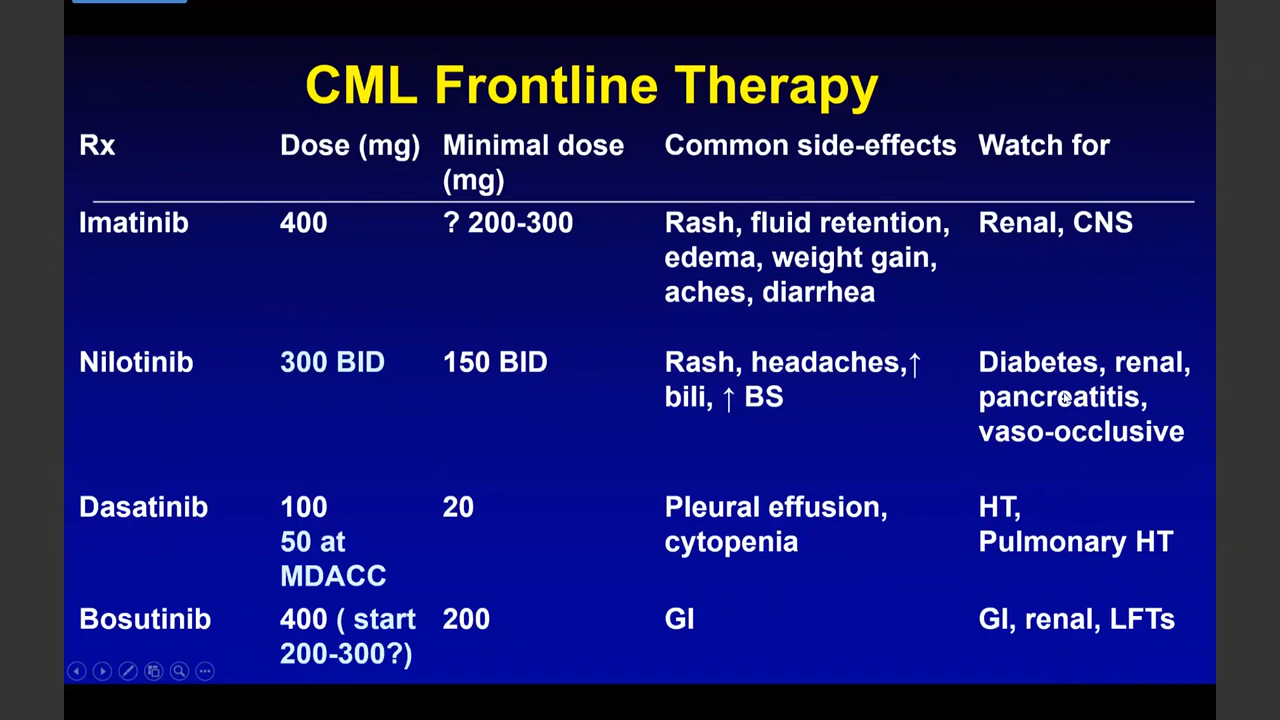 CML Frontline Therapy
Rx Dose (mg) Minimal dose (mg) Common side-effects Watch for
Imatinib 400 ? 200-300 Rash, fluid retention, Renal, CNS
edema, weight gain,
aches, diarrhea
Nilotinib 300 BID 150 BID Rash, headaches,↑ Diabetes, renal,
bili, ↑ BS pancreatitis,
vaso-occlusive
Dasatinib 100 20 Pleural effusion, HT,
50 at cytopenia Pulmonary HT
MDACC
Bosutinib 400 ( start 200 GI GI, renal, LFTs
200-300?)